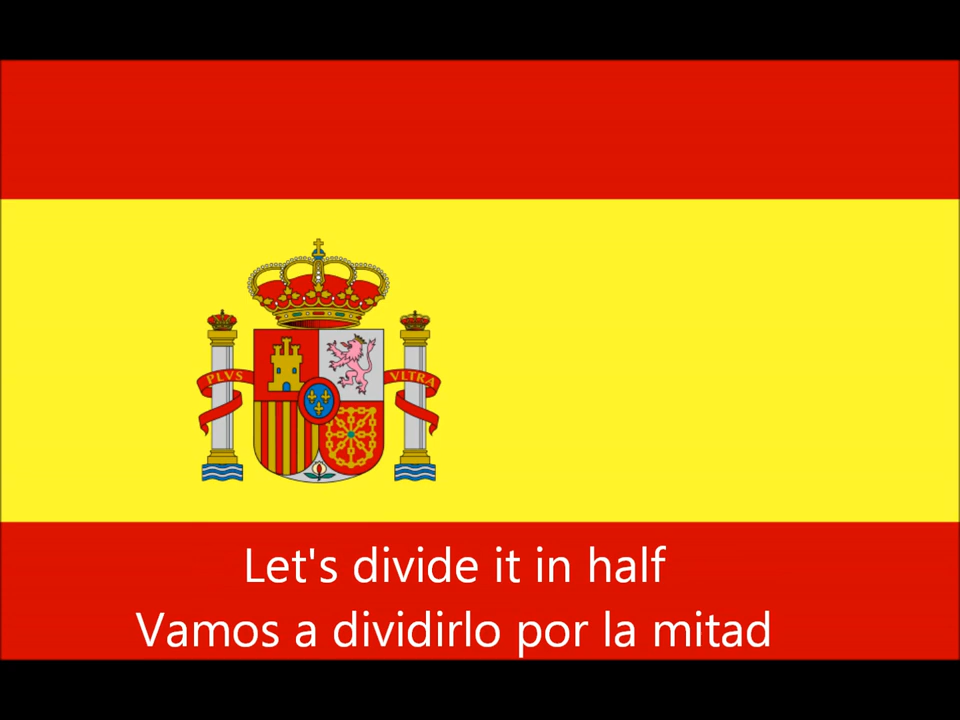 PLVS VLTRA
Let's divide it in half
Vamos a dividirlo por la mitad